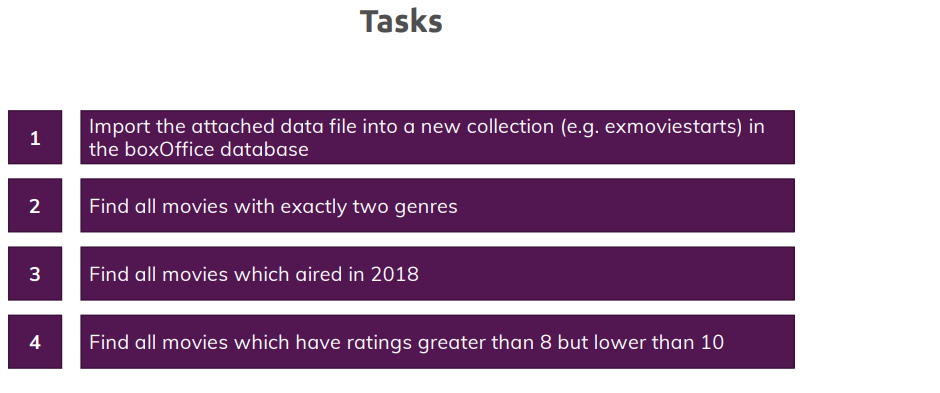 Tasks
1
Import the attached data file into a new collection (e.g. exmoviestarts) in
the boxOffice database
2
Find all movies with exactly two genres
3
Find all movies which aired in 2018
4
Find all movies which have ratings greater than 8 but lower than 10